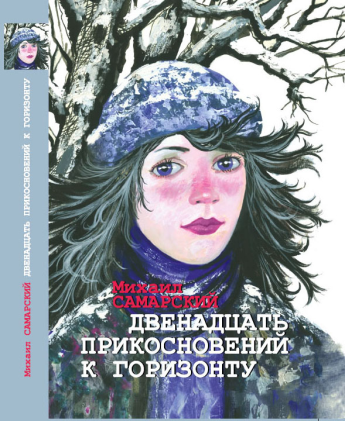 Михаил САМАРСКИЙ ДВЕНАДЦАТЬ ПРИКОСНОВЕНИЙ К ГОРИЗОНТУ
Михаил
САМАРСКИЙ
ДВЕНАДЦАТЬ
ПРИКОСНОВЕНИЙ
К ГОРИЗОНТУ